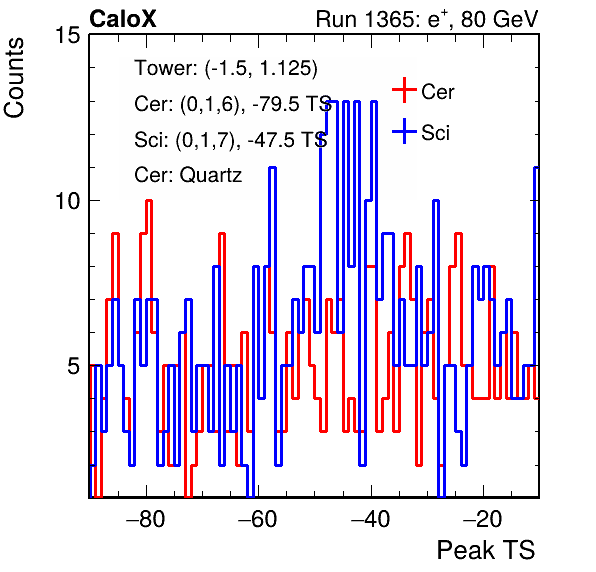 CaloX Run 1365: e⁺, 80 GeV
Counts
15
Tower: (-1.5, 1.125)
Cer: (0,1,6), -79.5 TS
Sci: (0,1,7), -47.5 TS
Cer: Quartz
Cer
Sci
10
5
−80 −60 −40 −20
Peak TS